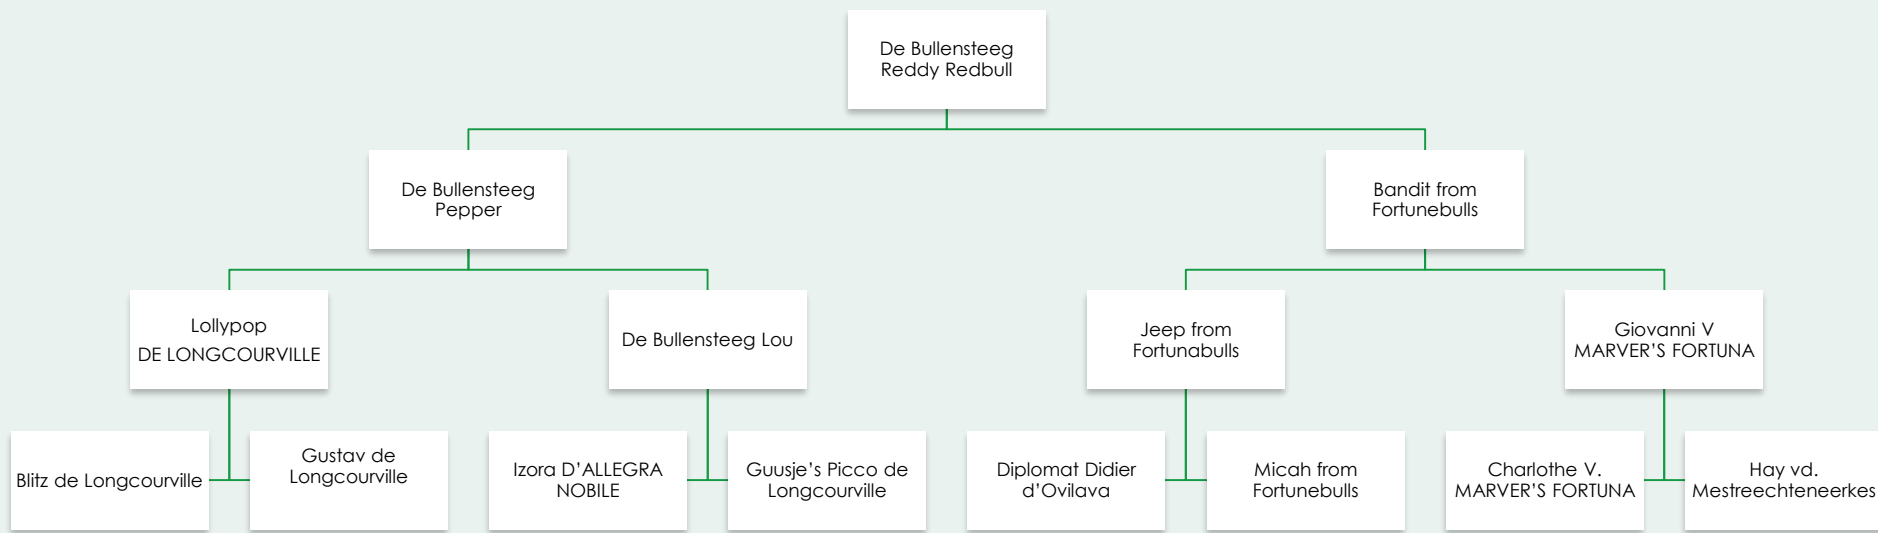 De Bullensteeg
Reddy Redbull
De Bullensteeg
Pepper
Bandit from
Fortunebulls
Lollypop
DE LONGCOURVILLE
De Bullensteeg Lou
Jeep from
Fortunabulls
Giovanni V
MARVER’S FORTUNA
Blitz de Longcourville
Gustav de
Longcourville
Izora D’ALLEGRA
NOBILE
Guusje’s Picco de
Longcourville
Diplomat Didier
d’Ovilava
Micah from
Fortunebulls
Charlothe V.
MARVER’S FORTUNA
Hay vd.
Mestreechteneerkes